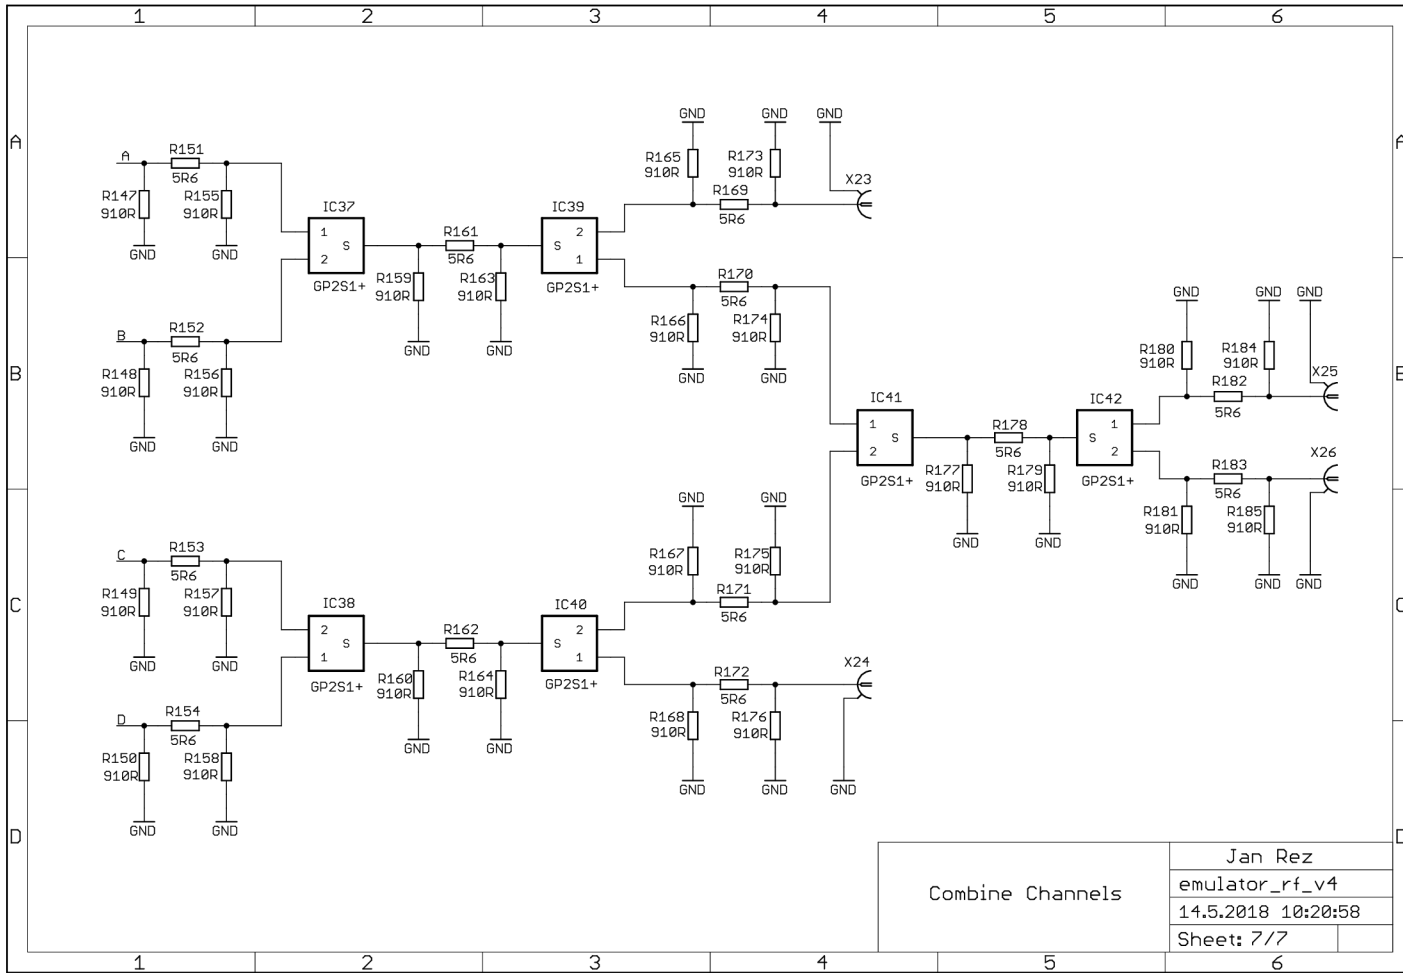 1 2 3 4 5 6
A A
B B
C C
D D
A
R151
5R6
R147
910R
R155
910R
GND
GND
B
R152
5R6
R148
910R
R156
910R
GND
GND
IC37
1
2
S
GP2S1+
R161
5R6
R159
910R
R163
910R
GND
GND
IC39
S
2
1
GP2S1+
GND
GND
GND
R165
910R
R173
910R
R169
5R6
X23
R170
5R6
R166
910R
R174
910R
GND
GND
C
R153
5R6
R149
910R
R157
910R
GND
GND
D
R154
5R6
R150
910R
R158
910R
GND
GND
IC38
2
1
S
GP2S1+
R162
5R6
R160
910R
R164
910R
GND
GND
IC40
S
2
1
GP2S1+
GND
GND
R167
910R
R175
910R
R171
5R6
R172
5R6
X24
R168
910R
R176
910R
GND
GND
GND
IC41
1
2
S
GP2S1+
R178
5R6
R177
910R
R179
910R
GND
GND
IC42
S
1
2
GP2S1+
GND
GND
GND
R180
910R
R184
910R
R182
5R6
X25
R183
5R6
X26
R181
910R
R185
910R
GND
GND
GND
Combine Channels
Jan Rez
emulator_rf_v4
14.5.2018 10:20:58
Sheet: 7/7
1 2 3 4 5 6